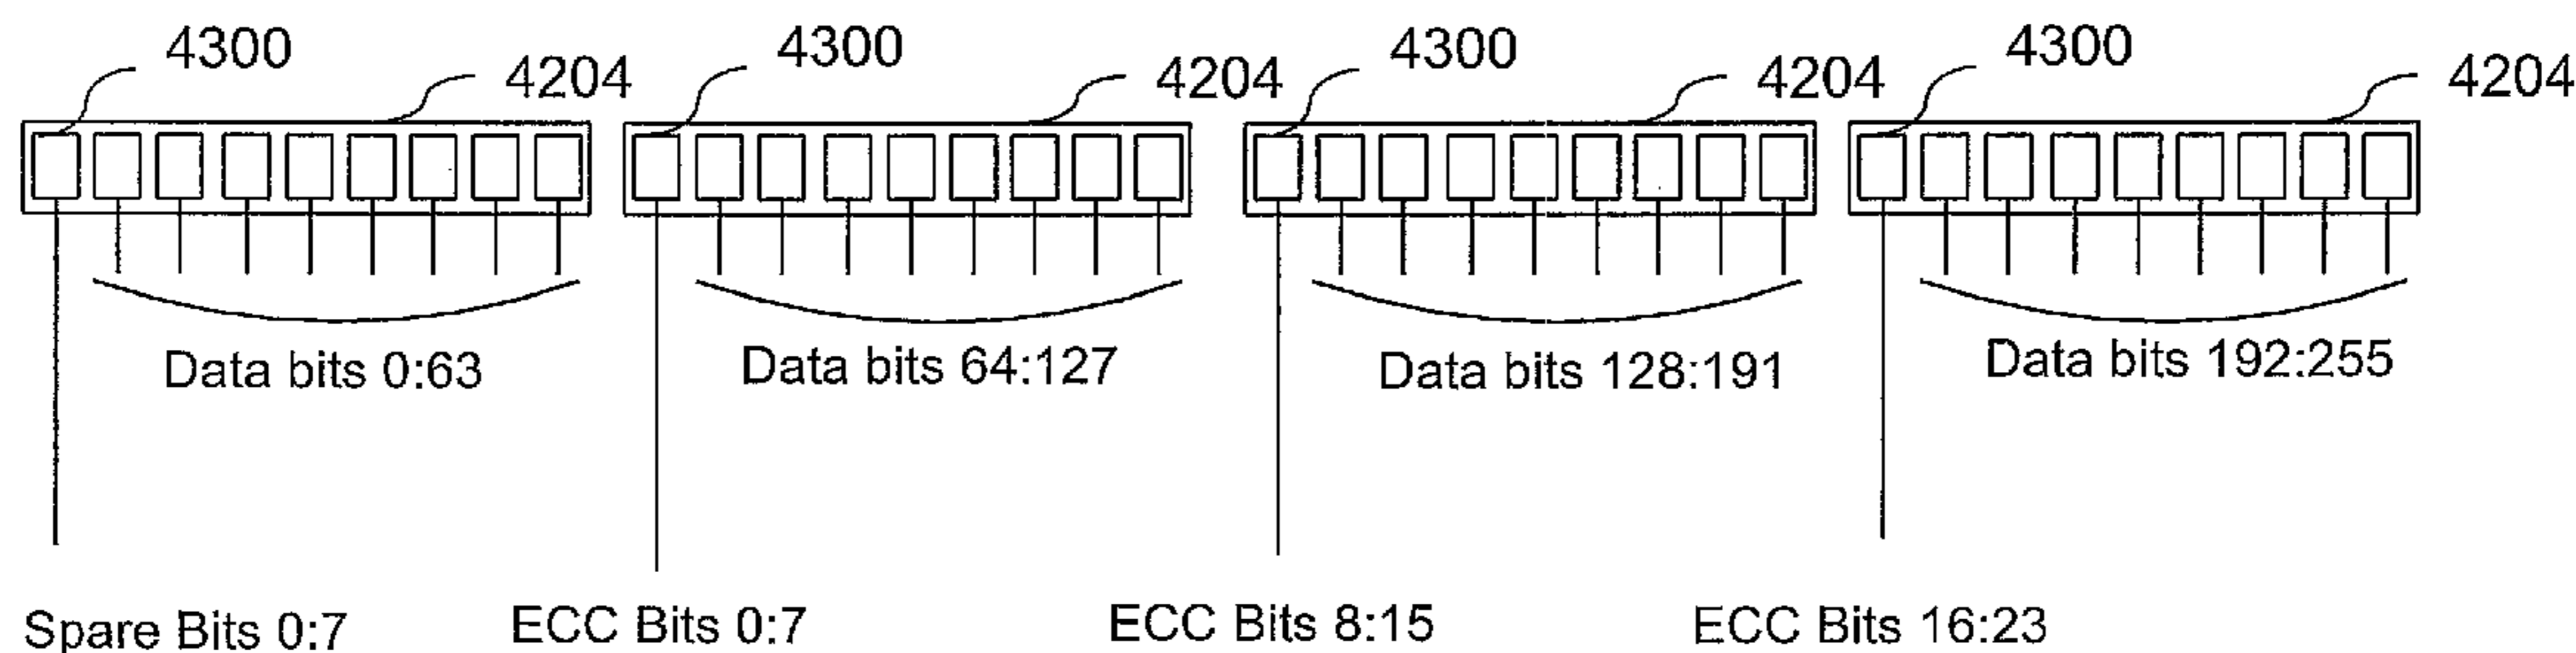 4300 4204 4300 4204 4300 4204 4300 4204
Data bits 0:63 Data bits 64:127 Data bits 128:191 Data bits 192:255
Spare Bits 0:7 ECC Bits 0:7 ECC Bits 8:15 ECC Bits 16:23